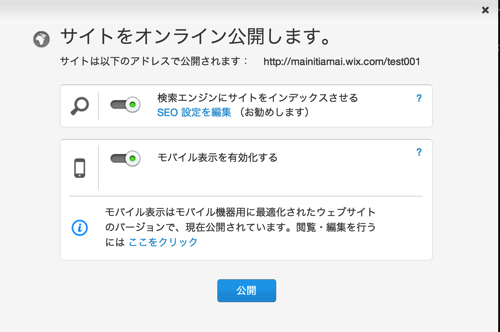 サイトをオンライン公開します。
サイトは以下のアドレスで公開されます： http://mainitiamai.wix.com/test001
検索エンジンにサイトをインデックスさせる ?
SEO 設定を編集 （お勧めします）
モバイル表示を有効化する ?
モバイル表示はモバイル機器用に最適化されたウェブサイト
のバージョンで、現在公開されています。閲覧・編集を行う
には ここをクリック
公開